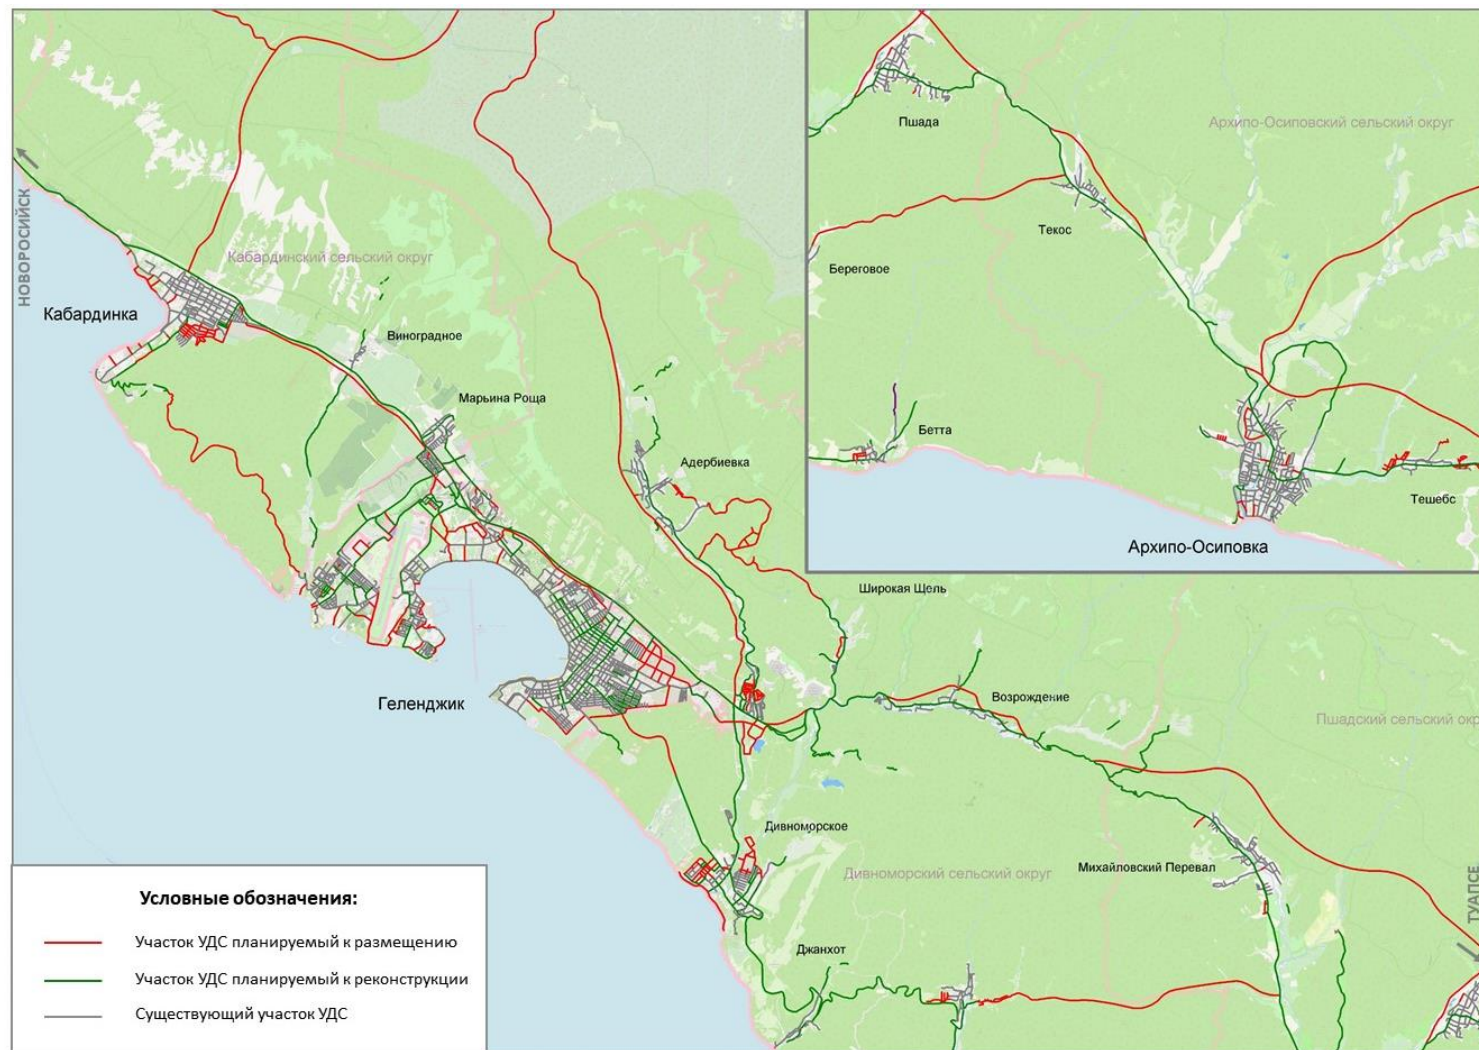 Пшада
Архипо-Осиповский сельский округ
НОВОРОСИЙСК
Текос
Кабардинский сельский округ
Береговое
Кабардинка
Виноградное
Марьина Роща
Бетта
Адербиевка
Тешебс
Архипо-Осиповка
Широкая Щель
Геленджик
Возрождение
Пшадский сельский окр
Дивноморское
Дивноморский сельский округ
Михайловский Перевал
ТУАПСЕ
Джанхот
Условные обозначения:
Участок УДС планируемый к размещению
Участок УДС планируемый к реконструкции
Существующий участок УДС